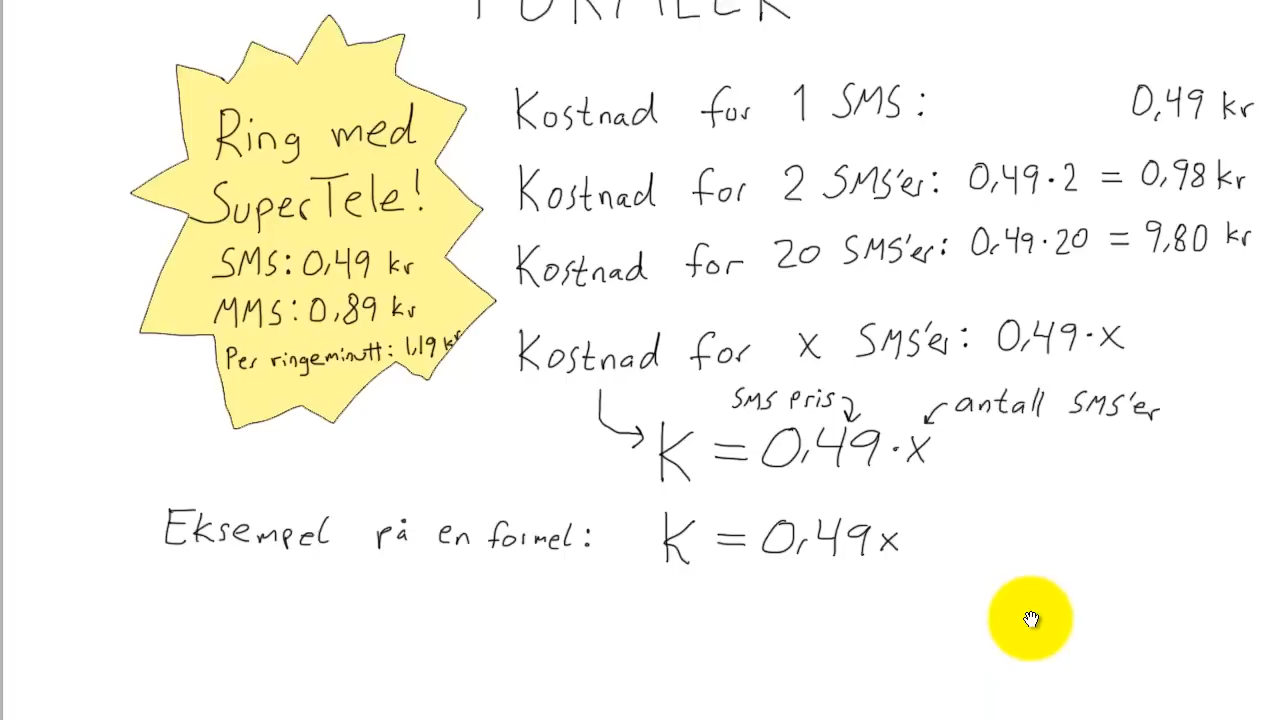 FORMLER
Ring med
SuperTele!
SMS: 0,49 kr
MMS: 0,89 kr
Per ringeminutt: 1,19 kr
Kostnad for 1 SMS: 0,49 kr
Kostnad for 2 SMS'er: 0,49·2 = 0,98 kr
Kostnad for 20 SMS'er: 0,49·20 = 9,80 kr
Kostnad for x SMS'er: 0,49·x
SMS pris antall SMS'er
K = 0,49·x
Eksempel på en formel: K = 0,49x